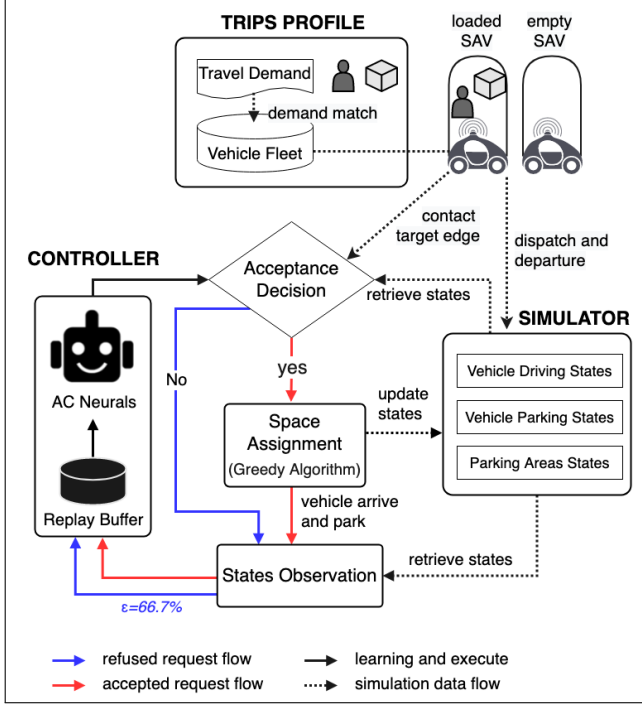 TRIPS PROFILE
loaded
SAV
empty
SAV
Travel Demand
demand match
Vehicle Fleet
contact
target edge
dispatch and
departure
CONTROLLER
Acceptance
Decision
retrieve states
SIMULATOR
AC Neurals
Replay Buffer
No
yes
Space
Assignment
(Greedy Algorithm)
update
states
Vehicle Driving States
Vehicle Parking States
Parking Areas States
vehicle arrive
and park
States Observation
retrieve states
ε=66.7%
refused request flow
learning and execute
accepted request flow
simulation data flow